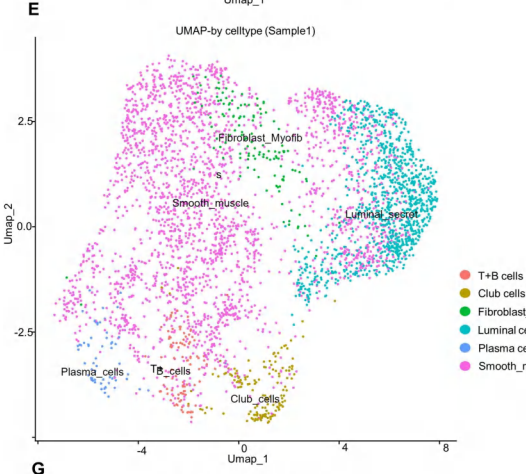 Umap_1
E
UMAP-by celltype (Sample1)
2.5
Fibroblast_Myofib
s
Smooth_muscle
Luminal_secret
0.0
Umap_2
T+B cells
Club cells
Fibroblast
Luminal ce
Plasma ce
Smooth_m
-2.5
Plasma_cells
B_cells
Club_cells
-4
0
4
8
Umap_1
G